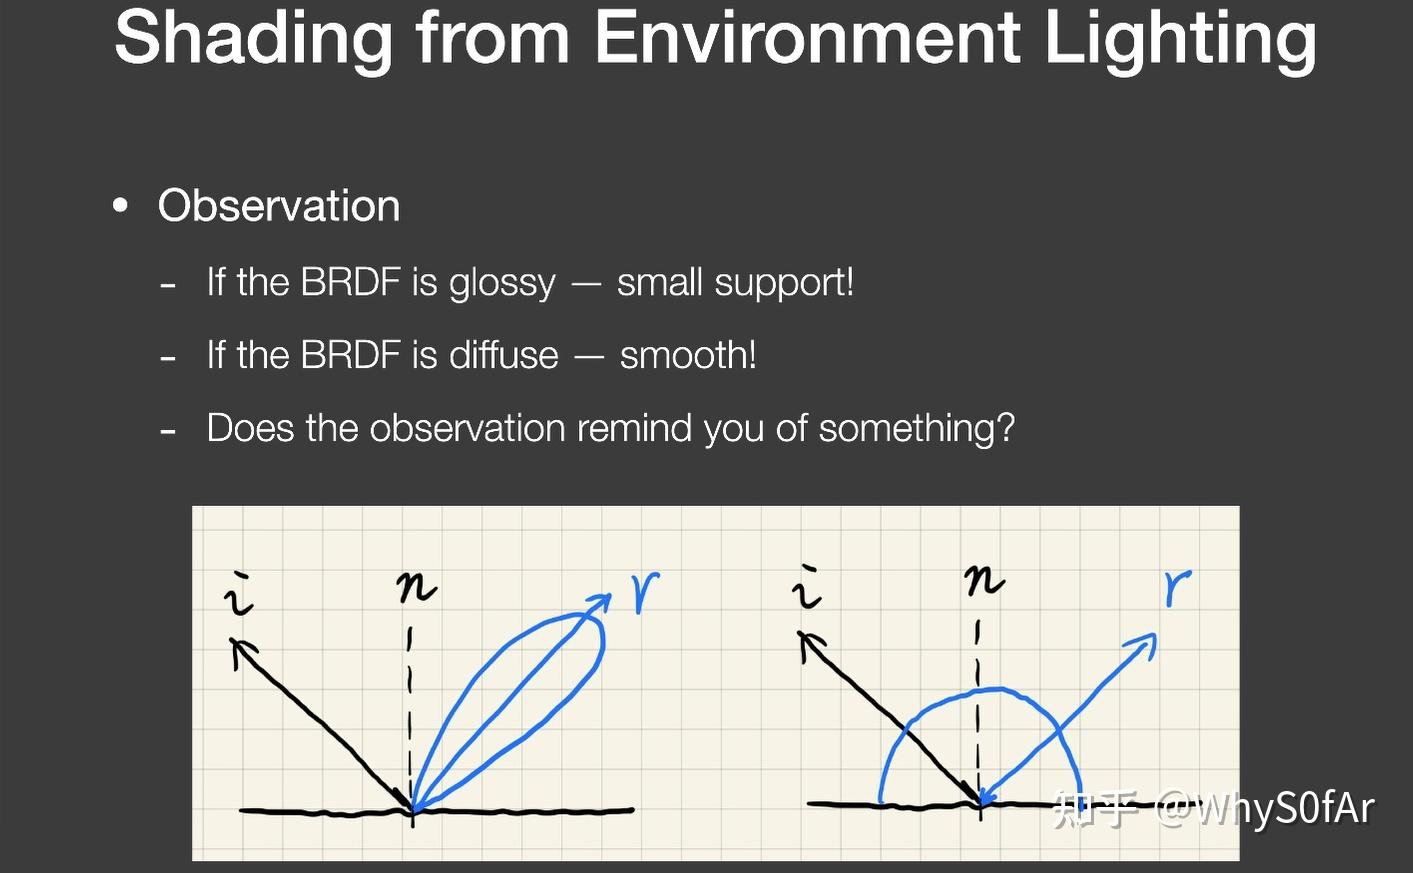 Shading from Environment Lighting
• Observation
- If the BRDF is glossy — small support!
- If the BRDF is diffuse — smooth!
- Does the observation remind you of something?
i n r i n r
知乎 @WhyS0fAr